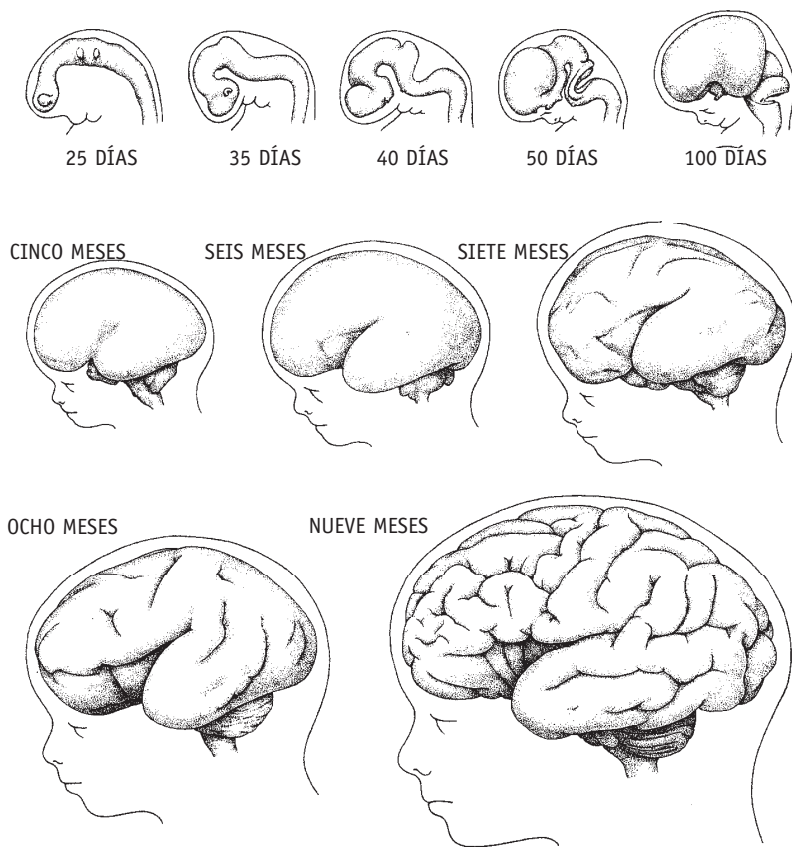 25 DÍAS 35 DÍAS 40 DÍAS 50 DÍAS 100 DÍAS
CINCO MESES SEIS MESES SIETE MESES
OCHO MESES NUEVE MESES